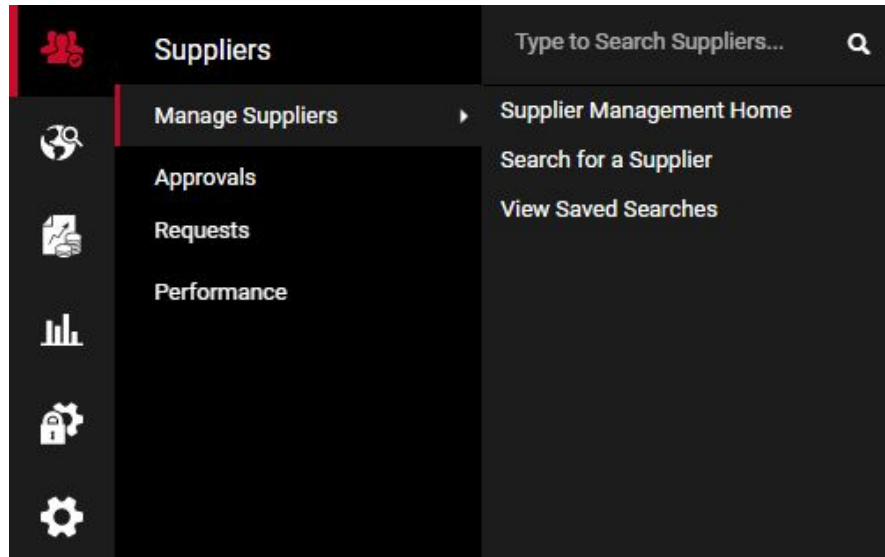 Suppliers
Manage Suppliers
Approvals
Requests
Performance
Type to Search Suppliers...
Supplier Management Home
Search for a Supplier
View Saved Searches